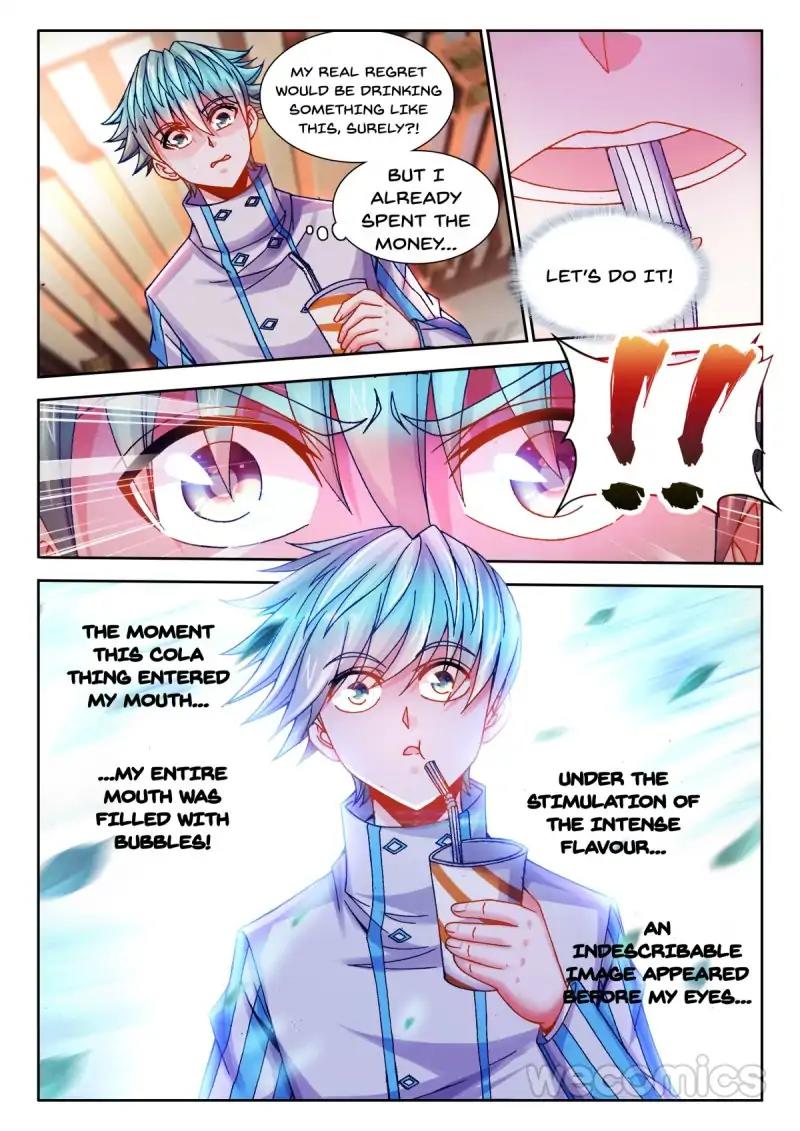 MY REAL REGRET
WOULD BE DRINKING
SOMETHING LIKE
THIS, SURELY?!
BUT I
ALREADY
SPENT THE
MONEY...
LET'S DO IT!
!!
THE MOMENT
THIS COLA
THING ENTERED
MY MOUTH...
...MY ENTIRE
MOUTH WAS
FILLED WITH
BUBBLES!
UNDER THE
STIMULATION OF
THE INTENSE
FLAVOUR...
AN
INDESCRIBABLE
IMAGE APPEARED
BEFORE MY EYES...
wecomics